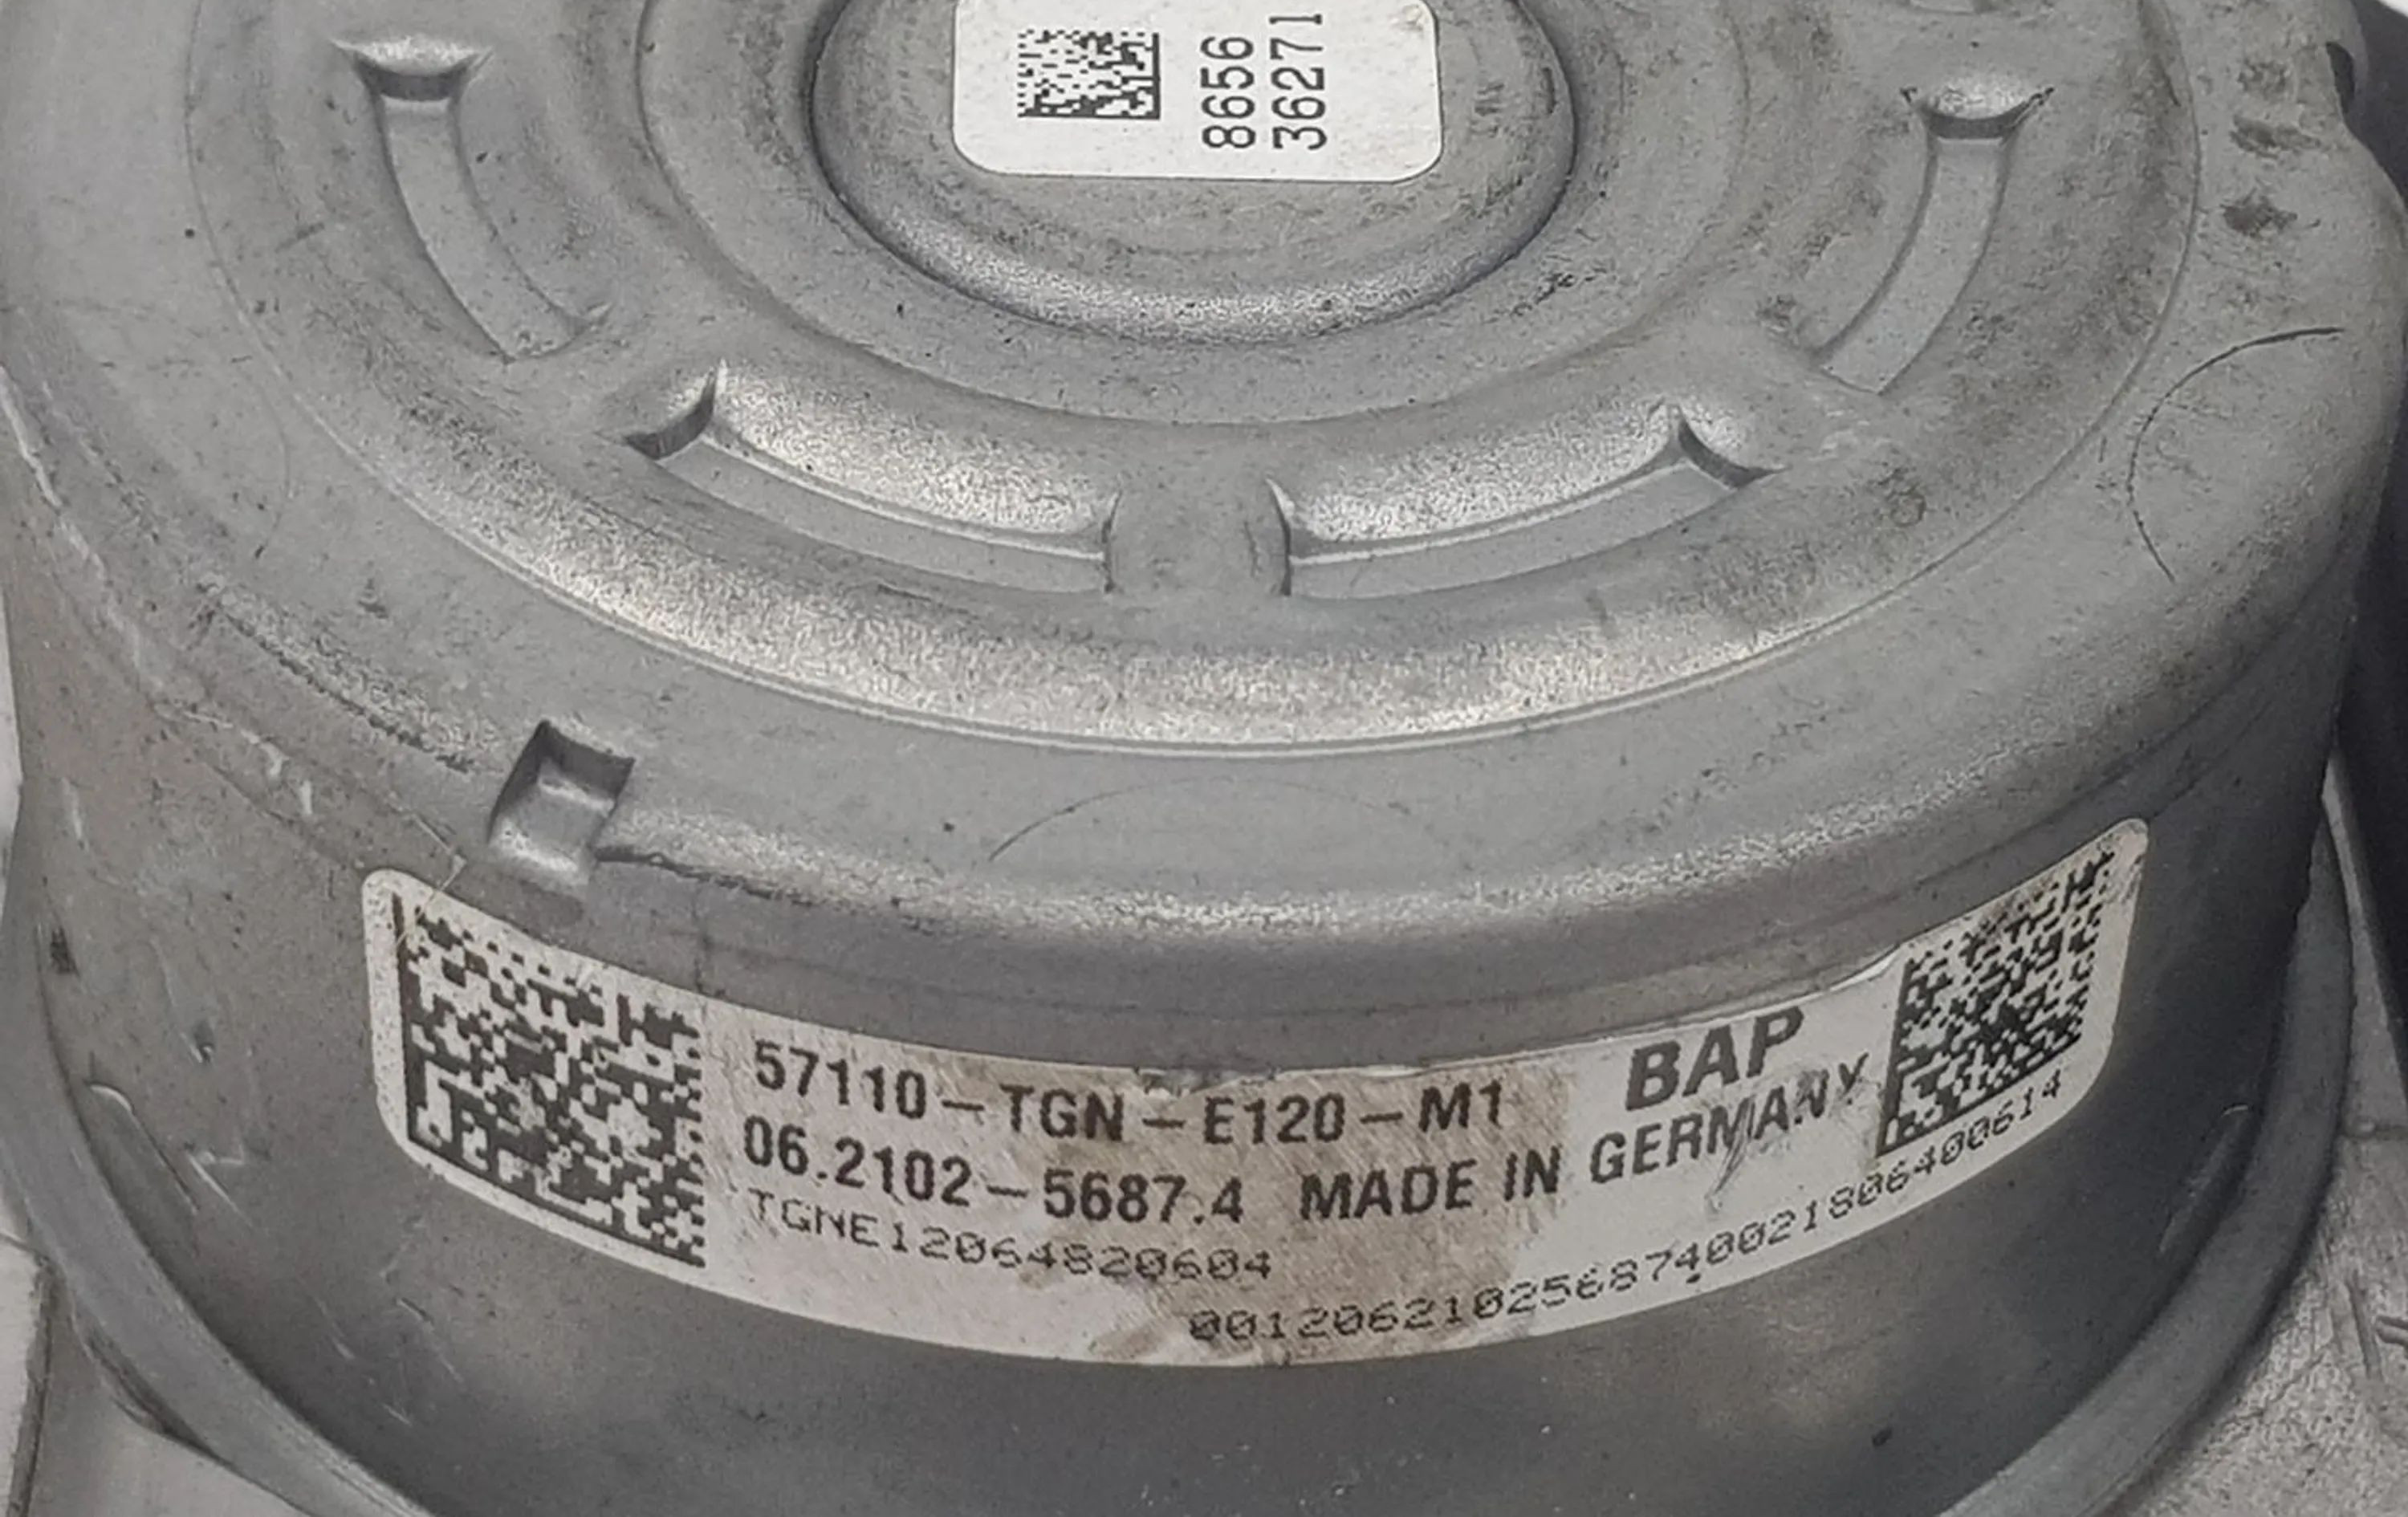 8656
36271
57110-TGN-E120-M1
BAP
06.2102-5687.4 MADE IN GERMANY
TGNE12064820604
0012062102568740021806400614